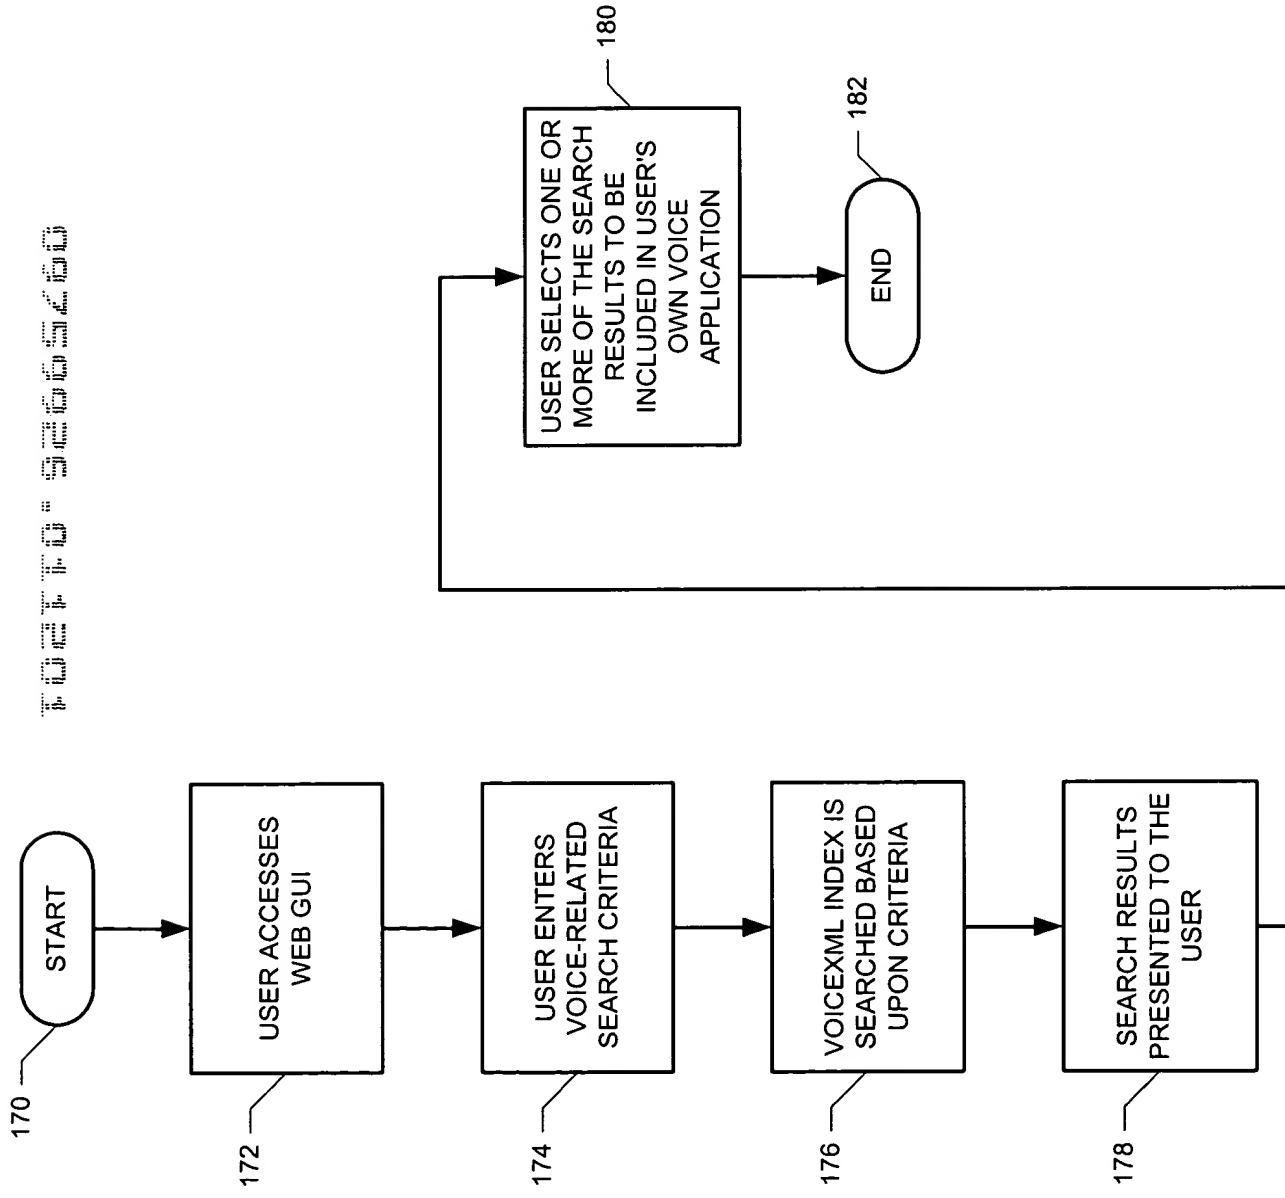 09759925.011201
170
START
172
USER ACCESSES
WEB GUI
174
USER ENTERS
VOICE-RELATED
SEARCH CRITERIA
176
VOICEXML INDEX IS
SEARCHED BASED
UPON CRITERIA
178
SEARCH RESULTS
PRESENTED TO THE
USER
180
USER SELECTS ONE OR
MORE OF THE SEARCH
RESULTS TO BE
INCLUDED IN USER'S
OWN VOICE
APPLICATION
182
END